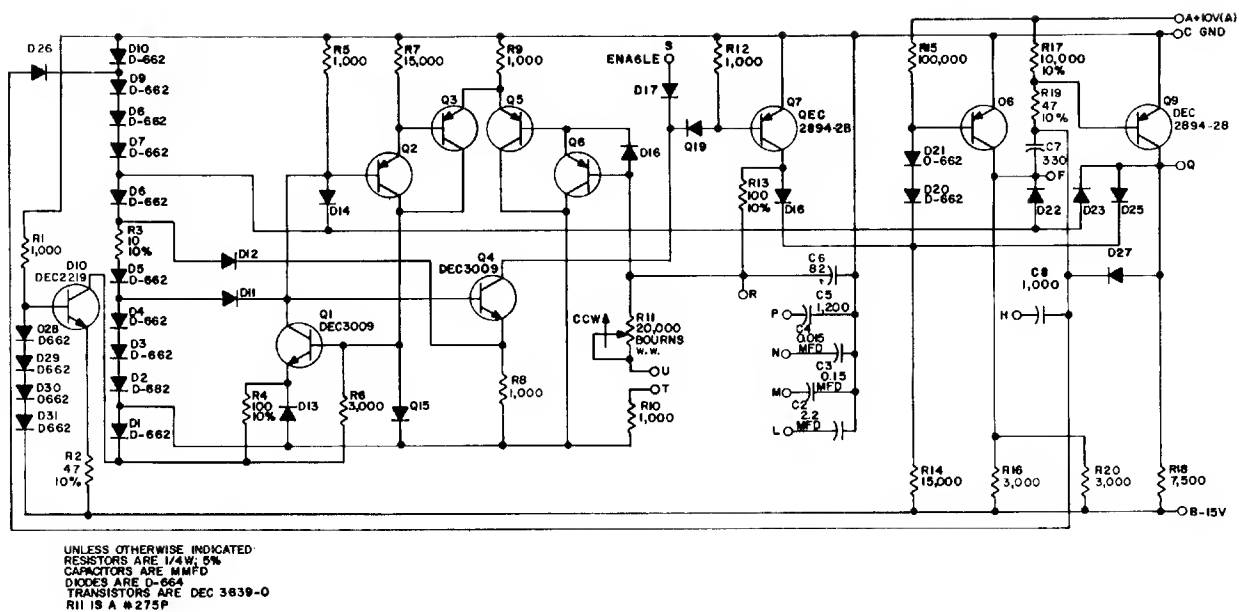 A+10V(A)
C GND
D26
D10
D-662
D9
D-662
D6
D-662
D7
D-662
D6
D-662
R3
10
10%
D5
D-662
D4
D-662
D3
D-662
D2
D-682
D1
D-662
R1
1,000
D10
DEC2219
D28
D662
D29
D662
D30
D662
D31
D662
R2
47
10%
R5
1,000
D14
D12
D11
Q1
DEC3009
R4
100
10%
D13
R6
3,000
R7
15,000
Q2
Q3
Q15
R9
1,000
Q5
Q6
D16
Q4
DEC3009
R8
1,000
S
ENABLE
D17
Q19
R12
1,000
Q7
QEC
2894-2B
R13
100
10%
D16
R
CCW
R11
20,000
BOURNS
W.W.
U
T
R10
1,000
C6
82
+
C5
1,200
P
C4
0.015
MFD
N
C3
0.15
MFD
M
C2
2.2
MFD
L
R15
100,000
D21
D-662
D20
D-662
R14
15,000
Q6
R16
3,000
R17
10,000
10%
R19
47
10%
C7
330
F
D22
D23
D25
Q9
DEC
2894-28
Q
D27
C8
1,000
H
R20
3,000
R18
7,500
B-15V
UNLESS OTHERWISE INDICATED
RESISTORS ARE 1/4W; 5%
CAPACITORS ARE MMFD
DIODES ARE D-664
TRANSISTORS ARE DEC 3639-0
R11 IS A #275P